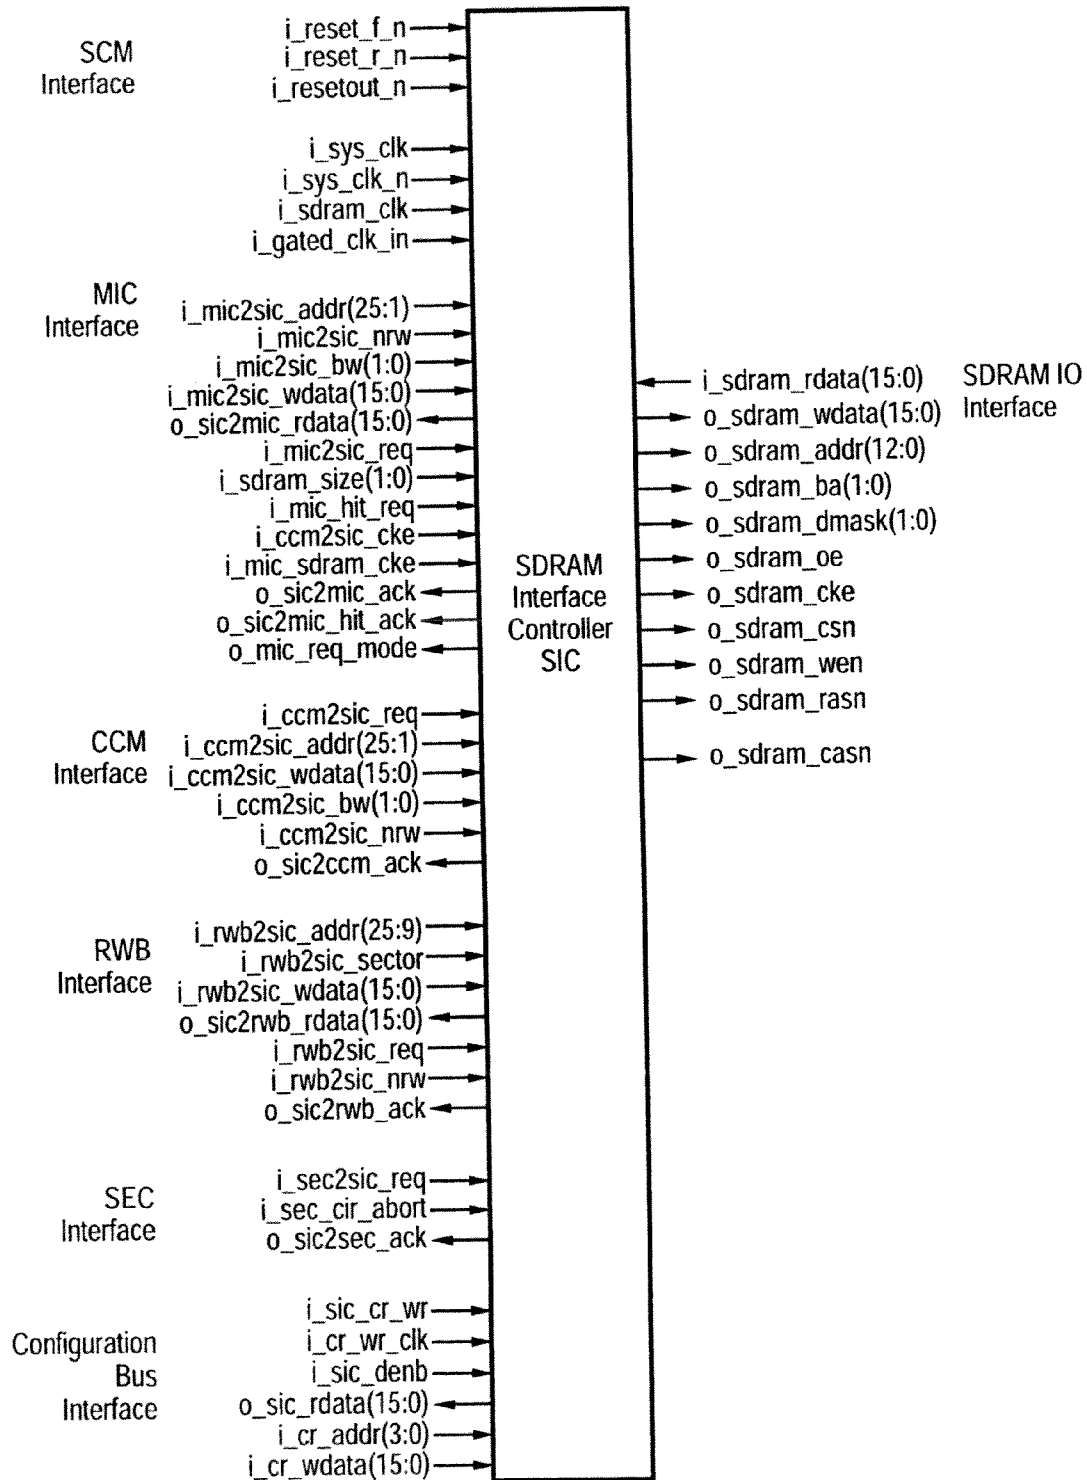 SCM
Interface
i_reset_f_n
i_reset_r_n
i_resetout_n
i_sys_clk
i_sys_clk_n
i_sdram_clk
i_gated_clk_in
MIC
Interface
i_mic2sic_addr(25:1)
i_mic2sic_nrw
i_mic2sic_bw(1:0)
i_mic2sic_wdata(15:0)
o_sic2mic_rdata(15:0)
i_mic2sic_req
i_sdram_size(1:0)
i_mic_hit_req
i_ccm2sic_cke
i_mic_sdram_cke
o_sic2mic_ack
o_sic2mic_hit_ack
o_mic_req_mode
CCM
Interface
i_ccm2sic_req
i_ccm2sic_addr(25:1)
i_ccm2sic_wdata(15:0)
i_ccm2sic_bw(1:0)
i_ccm2sic_nrw
o_sic2ccm_ack
RWB
Interface
i_rwb2sic_addr(25:9)
i_rwb2sic_sector
i_rwb2sic_wdata(15:0)
o_sic2rwb_rdata(15:0)
i_rwb2sic_req
i_rwb2sic_nrw
o_sic2rwb_ack
SEC
Interface
i_sec2sic_req
i_sec_cir_abort
o_sic2sec_ack
Configuration
Bus
Interface
i_sic_cr_wr
i_cr_wr_clk
i_sic_denb
o_sic_rdata(15:0)
i_cr_addr(3:0)
i_cr_wdata(15:0)
SDRAM
Interface
Controller
SIC
i_sdram_rdata(15:0)
o_sdram_wdata(15:0)
o_sdram_addr(12:0)
o_sdram_ba(1:0)
o_sdram_dmask(1:0)
o_sdram_oe
o_sdram_cke
o_sdram_csn
o_sdram_wen
o_sdram_rasn
o_sdram_casn
SDRAM IO
Interface